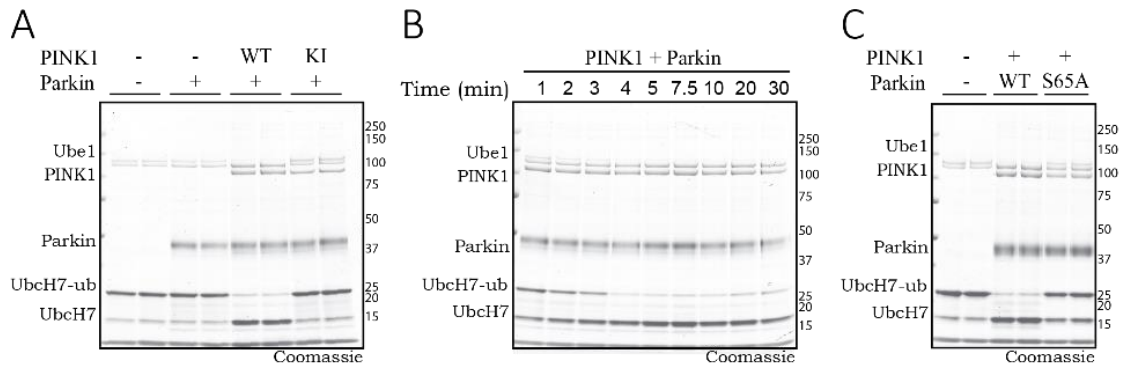 A
PINK1 - - WT KI
Parkin - + + +
250
150
100
75
50
37
25
20
15
Ube1
PINK1
Parkin
UbcH7-ub
UbcH7
Coomassie
B
PINK1 + Parkin
Time (min) 1 2 3 4 5 7.5 10 20 30
250
150
100
75
50
37
25
20
15
Ube1
PINK1
Parkin
UbcH7-ub
UbcH7
Coomassie
C
PINK1 - + +
Parkin - WT S65A
250
150
100
75
50
37
25
20
15
Ube1
PINK1
Parkin
UbcH7-ub
UbcH7
Coomassie